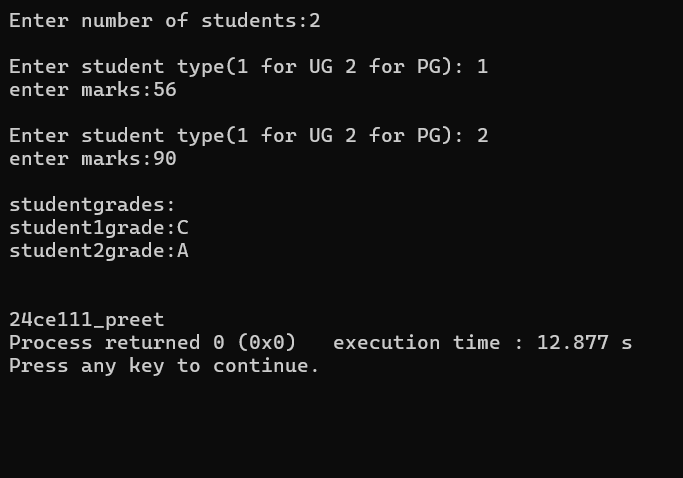 Enter number of students:2
Enter student type(1 for UG 2 for PG): 1
enter marks:56
Enter student type(1 for UG 2 for PG): 2
enter marks:90
studentgrades:
student1grade:C
student2grade:A
24ce111_preet
Process returned 0 (0x0)   execution time : 12.877 s
Press any key to continue.